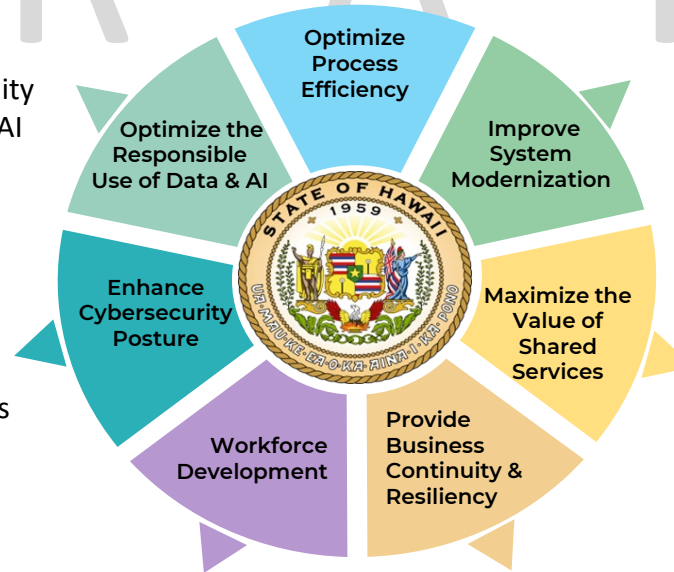 Optimize
Process
Efficiency
ity
AI
Optimize the
Responsible
Use of Data & AI
Improve
System
Modernization
STATE OF HAWAII
1959
UA·MAU·KE·EA·O·KA·AINA·I·KA·PONO
Enhance
Cybersecurity
Posture
Maximize the
Value of
Shared
Services
s
Workforce
Development
Provide
Business
Continuity &
Resiliency